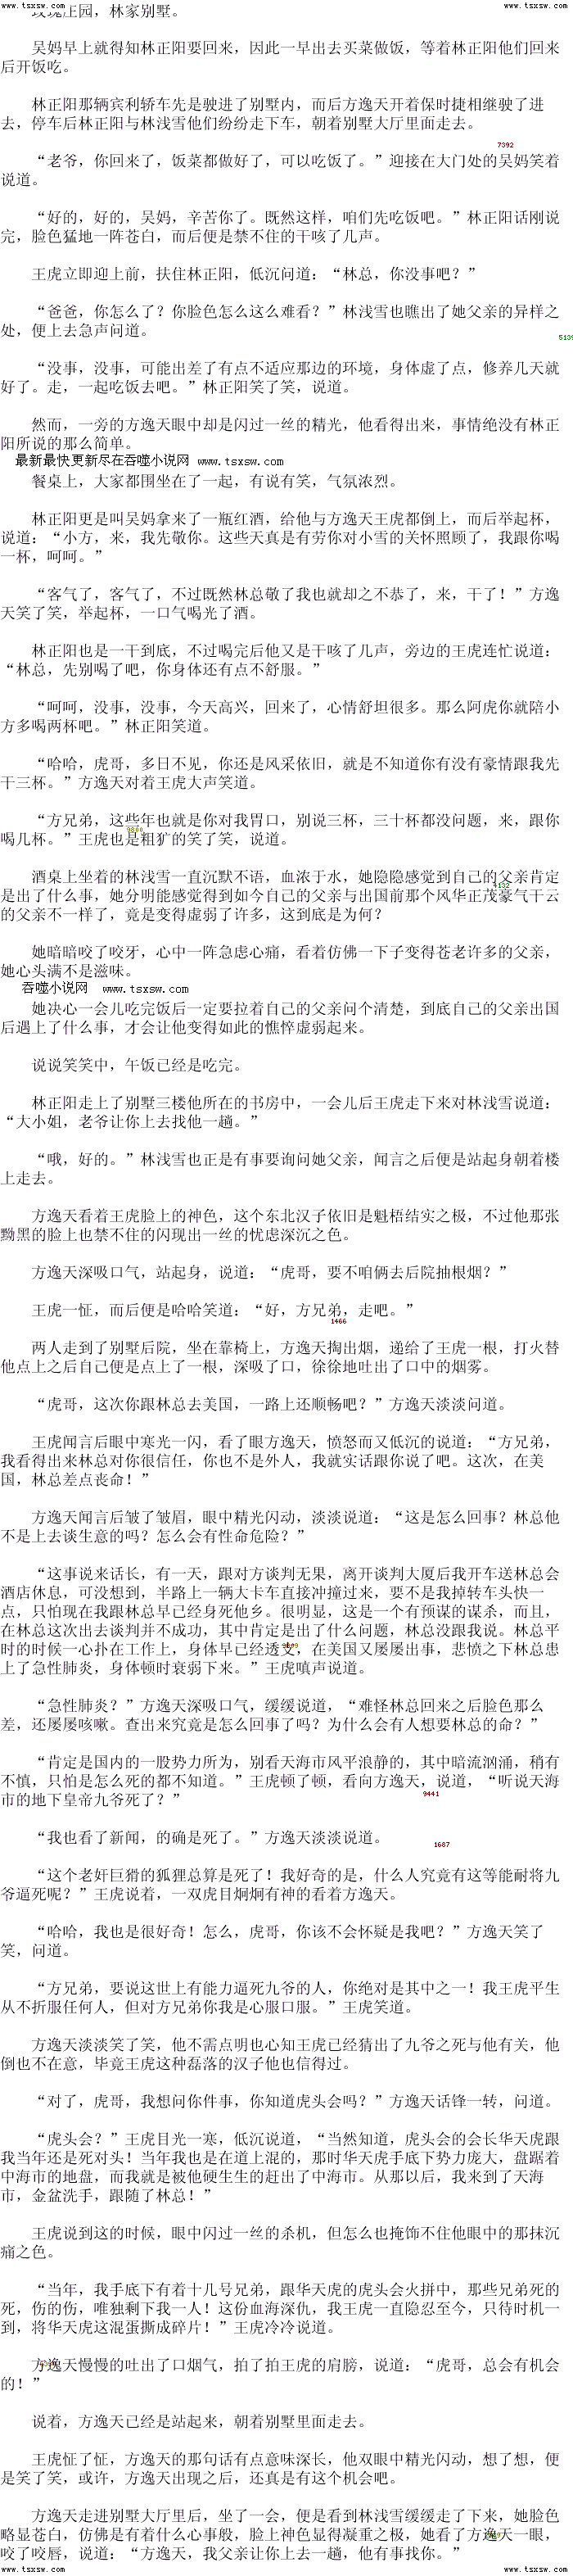 www.tsxsw.com www.tsxsw.com
玫瑰庄园，林家别墅。
吴妈早上就得知林正阳要回来，因此一早出去买菜做饭，等着林正阳他们回来
后开饭吃。
林正阳那辆宾利轿车先是驶进了别墅内，而后方逸天开着保时捷相继驶了进
去，停车后林正阳与林浅雪他们纷纷走下车，朝着别墅大厅里面走去。
7392
“老爷，你回来了，饭菜都做好了，可以吃饭了。”迎接在大门处的吴妈笑着
说道。
“好的，好的，吴妈，辛苦你了。既然这样，咱们先吃饭吧。”林正阳话刚说
完，脸色猛地一阵苍白，而后便是禁不住的干咳了几声。
王虎立即迎上前，扶住林正阳，低沉问道：“林总，你没事吧？”
“爸爸，你怎么了？你脸色怎么这么难看？”林浅雪也瞧出了她父亲的异样之
处，便上去急声问道。
5139
“没事，没事，可能出差了有点不适应那边的环境，身体虚了点，修养几天就
好了。走，一起吃饭去吧。”林正阳笑了笑，说道。
然而，一旁的方逸天眼中却是闪过一丝的精光，他看得出来，事情绝没有林正
阳所说的那么简单。
最新最快更新尽在吞噬小说网 www.tsxsw.com
餐桌上，大家都围坐在了一起，有说有笑，气氛浓烈。
林正阳更是叫吴妈拿来了一瓶红酒，给他与方逸天王虎都倒上，而后举起杯，
说道：“小方，来，我先敬你。这些天真是有劳你对小雪的关怀照顾了，我跟你喝
一杯，呵呵。”
“客气了，客气了，不过既然林总敬了我也就却之不恭了，来，干了！”方逸
天笑了笑，举起杯，一口气喝光了酒。
林正阳也是一干到底，不过喝完后他又是干咳了几声，旁边的王虎连忙说道：
“林总，先别喝了吧，你身体还有点不舒服。”
“呵呵，没事，没事，今天高兴，回来了，心情舒坦很多。那么阿虎你就陪小
方多喝两杯吧。”林正阳笑道。
“哈哈，虎哥，多日不见，你还是风采依旧，就是不知道你有没有豪情跟我先
干三杯。”方逸天对着王虎大声笑道。
“方兄弟，这些年也就是你对我胃口，别说三杯，三十杯都没问题，来，跟你
喝几杯。”王虎也是粗犷的笑了笑，说道。
酒桌上坐着的林浅雪一直沉默不语，血浓于水，她隐隐感觉到自己的父亲肯定
4132
是出了什么事，她分明能感觉得到如今自己的父亲与出国前那个风华正茂豪气干云
的父亲不一样了，竟是变得虚弱了许多，这到底是为何？
她暗暗咬了咬牙，心中一阵急虑心痛，看着仿佛一下子变得苍老许多的父亲，
她心头满不是滋味。
吞噬小说网 www.tsxsw.com
她决心一会儿吃完饭后一定要拉着自己的父亲问个清楚，到底自己的父亲出国
后遇上了什么事，才会让他变得如此的憔悴虚弱起来。
说说笑笑中，午饭已经是吃完。
林正阳走上了别墅三楼他所在的书房中，一会儿后王虎走下来对林浅雪说道：
“大小姐，老爷让你上去找他一趟。”
“哦，好的。”林浅雪也正是有事要询问她父亲，闻言之后便是站起身朝着楼
上走去。
方逸天看着王虎脸上的神色，这个东北汉子依旧是魁梧结实之极，不过他那张
黝黑的脸上也禁不住的闪现出一丝的忧虑深沉之色。
方逸天深吸口气，站起身，说道：“虎哥，要不咱俩去后院抽根烟？”
王虎一怔，而后便是哈哈笑道：“好，方兄弟，走吧。”
1466
两人走到了别墅后院，坐在靠椅上，方逸天掏出烟，递给了王虎一根，打火替
他点上之后自己便是点上了一根，深吸了口，徐徐地吐出了口中的烟雾。
“虎哥，这次你跟林总去美国，一路上还顺畅吧？”方逸天淡淡问道。
王虎闻言后眼中寒光一闪，看了眼方逸天，愤怒而又低沉的说道：“方兄弟，
我看得出来林总对你很信任，你也不是外人，我就实话跟你说了吧。这次，在美
国，林总差点丧命！”
方逸天闻言后皱了皱眉，眼中精光闪动，淡淡说道：“这是怎么回事？林总他
不是上去谈生意的吗？怎么会有性命危险？”
“这事说来话长，有一天，跟对方谈判无果，离开谈判大厦后我开车送林总会
酒店休息，可没想到，半路上一辆大卡车直接冲撞过来，要不是我掉转车头快一
点，只怕现在我跟林总早已经身死他乡。很明显，这是一个有预谋的谋杀，而且，
在林总这次出去谈判并不成功，其中肯定是出了什么问题，林总没跟我说。林总平
时的时候一心扑在工作上，身体早已经透支，在美国又屡屡出事，悲愤之下林总患
上了急性肺炎，身体顿时衰弱下来。”王虎嗔声说道。
“急性肺炎？”方逸天深吸口气，缓缓说道，“难怪林总回来之后脸色那么
差，还屡屡咳嗽。查出来究竟是怎么回事了吗？为什么会有人想要林总的命？”
“肯定是国内的一股势力所为，别看天海市风平浪静的，其中暗流汹涌，稍有
不慎，只怕是怎么死的都不知道。”王虎顿了顿，看向方逸天，说道，“听说天海
9441
市的地下皇帝九爷死了？”
“我也看了新闻，的确是死了。”方逸天淡淡说道。
1687
“这个老奸巨猾的狐狸总算是死了！我好奇的是，什么人究竟有这等能耐将九
爷逼死呢？”王虎说着，一双虎目炯炯有神的看着方逸天。
“哈哈，我也是很好奇！怎么，虎哥，你该不会怀疑是我吧？”方逸天笑了
笑，问道。
“方兄弟，要说这世上有能力逼死九爷的人，你绝对是其中之一！我王虎平生
从不折服任何人，但对方兄弟你我是心服口服。”王虎笑道。
方逸天淡淡笑了笑，他不需点明也心知王虎已经猜出了九爷之死与他有关，他
倒也不在意，毕竟王虎这种磊落的汉子他也信得过。
“对了，虎哥，我想问你件事，你知道虎头会吗？”方逸天话锋一转，问道。
“虎头会？”王虎目光一寒，低沉说道，“当然知道，虎头会的会长华天虎跟
我当年还是死对头！当年我也是在道上混的，那时华天虎手底下势力庞大，盘踞着
中海市的地盘，而我就是被他硬生生的赶出了中海市。从那以后，我来到了天海
市，金盆洗手，跟随了林总！”
王虎说到这的时候，眼中闪过一丝的杀机，但怎么也掩饰不住他眼中的那抹沉
痛之色。
“当年，我手底下有着十几号兄弟，跟华天虎的虎头会火拼中，那些兄弟死的
死，伤的伤，唯独剩下我一人！这份血海深仇，我王虎一直隐忍至今，只待时机一
到，将华天虎这混蛋撕成碎片！”王虎冷冷说道。
方逸天慢慢的吐出了口烟气，拍了拍王虎的肩膀，说道：“虎哥，总会有机会
的！”
说着，方逸天已经是站起来，朝着别墅里面走去。
王虎怔了怔，方逸天的那句话有点意味深长，他双眼中精光闪动，想了想，便
是笑了笑，或许，方逸天出现之后，还真是有这个机会吧。
方逸天走进别墅大厅里后，坐了一会，便是看到林浅雪缓缓走了下来，她脸色
略显苍白，仿佛是有着什么心事般，脸上神色显得凝重之极，她看了方逸天一眼，
咬了咬唇，说道：“方逸天，我父亲让你上去一趟，他有事找你。”
www.tsxsw.com www.tsxsw.com